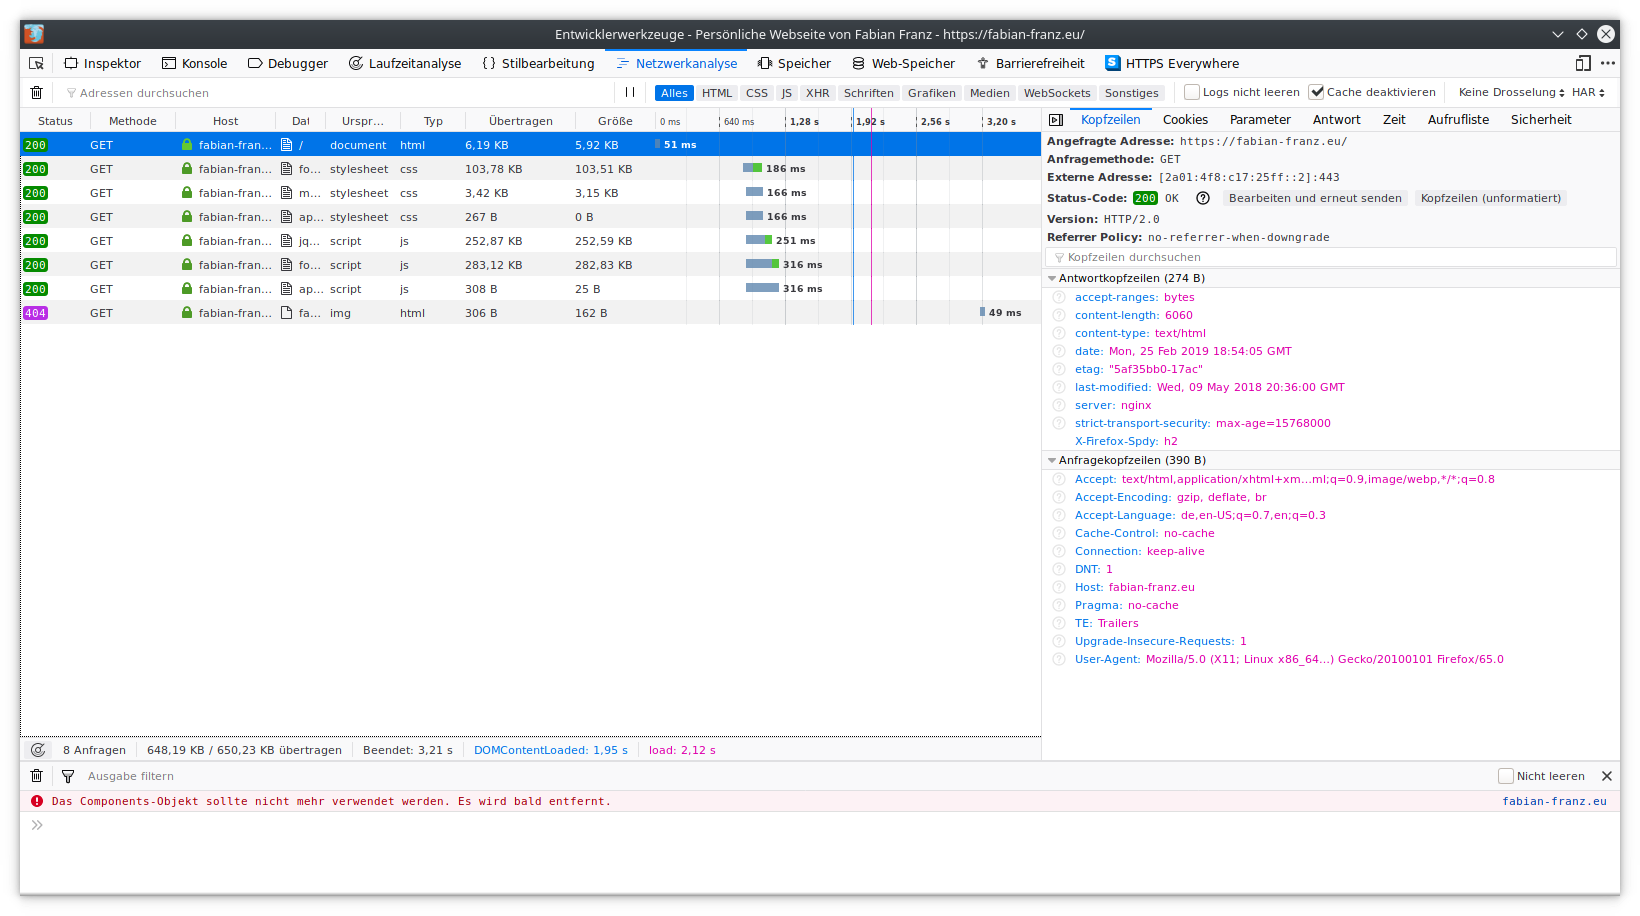 Entwicklerwerkzeuge - Persönliche Webseite von Fabian Franz - https://fabian-franz.eu/
Inspektor Konsole Debugger Laufzeitanalyse Stilbearbeitung Netzwerkanalyse Speicher Web-Speicher Barrierefreiheit HTTPS Everywhere
Adressen durchsuchen Alles HTML CSS JS XHR Schriften Grafiken Medien WebSockets Sonstiges Logs nicht leeren Cache deaktivieren Keine Drosselung HAR
Status Methode Host Dat Urspr... Typ Übertragen Größe 0 ms 640 ms 1,28 s 1,92 s 2,56 s 3,20 s
200 GET fabian-fran... / document html 6,19 KB 5,92 KB 51 ms
200 GET fabian-fran... fo... stylesheet css 103,78 KB 103,51 KB 186 ms
200 GET fabian-fran... m... stylesheet css 3,42 KB 3,15 KB 166 ms
200 GET fabian-fran... ap... stylesheet css 267 B 0 B 166 ms
200 GET fabian-fran... jq... script js 252,87 KB 252,59 KB 251 ms
200 GET fabian-fran... fo... script js 283,12 KB 282,83 KB 316 ms
200 GET fabian-fran... ap... script js 308 B 25 B 316 ms
404 GET fabian-fran... fa... img html 306 B 162 B 49 ms
Kopfzeilen Cookies Parameter Antwort Zeit Aufrufliste Sicherheit
Angefragte Adresse: https://fabian-franz.eu/
Anfragemethode: GET
Externe Adresse: [2a01:4f8:c17:25ff::2]:443
Status-Code: 200 OK Bearbeiten und erneut senden Kopfzeilen (unformatiert)
Version: HTTP/2.0
Referrer Policy: no-referrer-when-downgrade
Kopfzeilen durchsuchen
Antwortkopfzeilen (274 B)
accept-ranges: bytes
content-length: 6060
content-type: text/html
date: Mon, 25 Feb 2019 18:54:05 GMT
etag: "5af35bb0-17ac"
last-modified: Wed, 09 May 2018 20:36:00 GMT
server: nginx
strict-transport-security: max-age=15768000
X-Firefox-Spdy: h2
Anfragekopfzeilen (390 B)
Accept: text/html,application/xhtml+xm...ml;q=0.9,image/webp,*/*;q=0.8
Accept-Encoding: gzip, deflate, br
Accept-Language: de,en-US;q=0.7,en;q=0.3
Cache-Control: no-cache
Connection: keep-alive
DNT: 1
Host: fabian-franz.eu
Pragma: no-cache
TE: Trailers
Upgrade-Insecure-Requests: 1
User-Agent: Mozilla/5.0 (X11; Linux x86_64...) Gecko/20100101 Firefox/65.0
8 Anfragen 648,19 KB / 650,23 KB übertragen Beendet: 3,21 s DOMContentLoaded: 1,95 s load: 2,12 s
Ausgabe filtern Nicht leeren
Das Components-Objekt sollte nicht mehr verwendet werden. Es wird bald entfernt. fabian-franz.eu